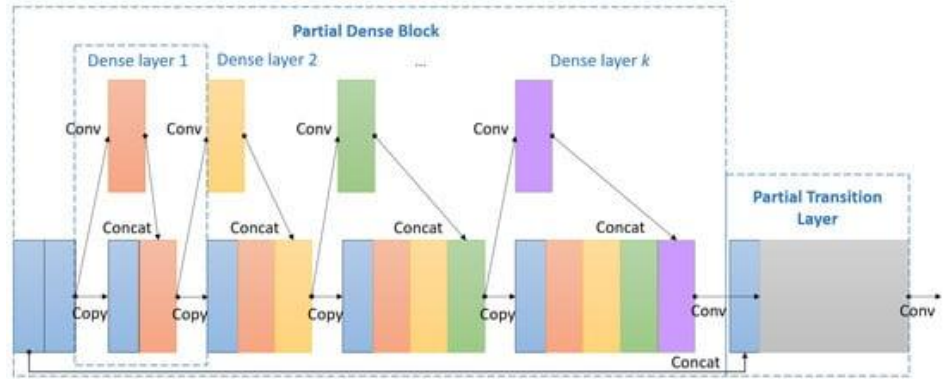 Partial Dense Block
Dense layer 1
Dense layer 2
...
Dense layer k
Conv
Conv
Conv
Conv
Partial Transition
Layer
Concat
Concat
Concat
Concat
Copy
Copy
Copy
Copy
Conv
Conv
Concat